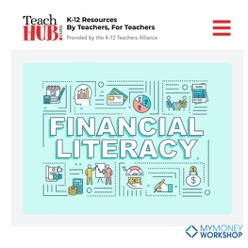 Teach
HUB
K-12 Resources
By Teachers, For Teachers
Provided by the K-12 Teachers Alliance
FINANCIAL
LITERACY
MYMONEY
WORKSHOP